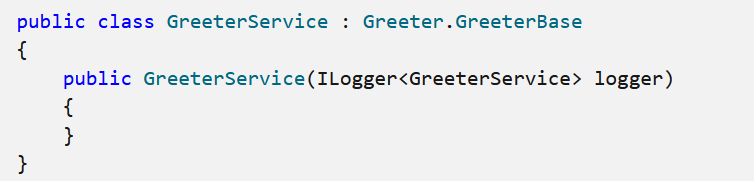 public class GreeterService : Greeter.GreeterBase
{
    public GreeterService(ILogger<GreeterService> logger)
    {
    }
}